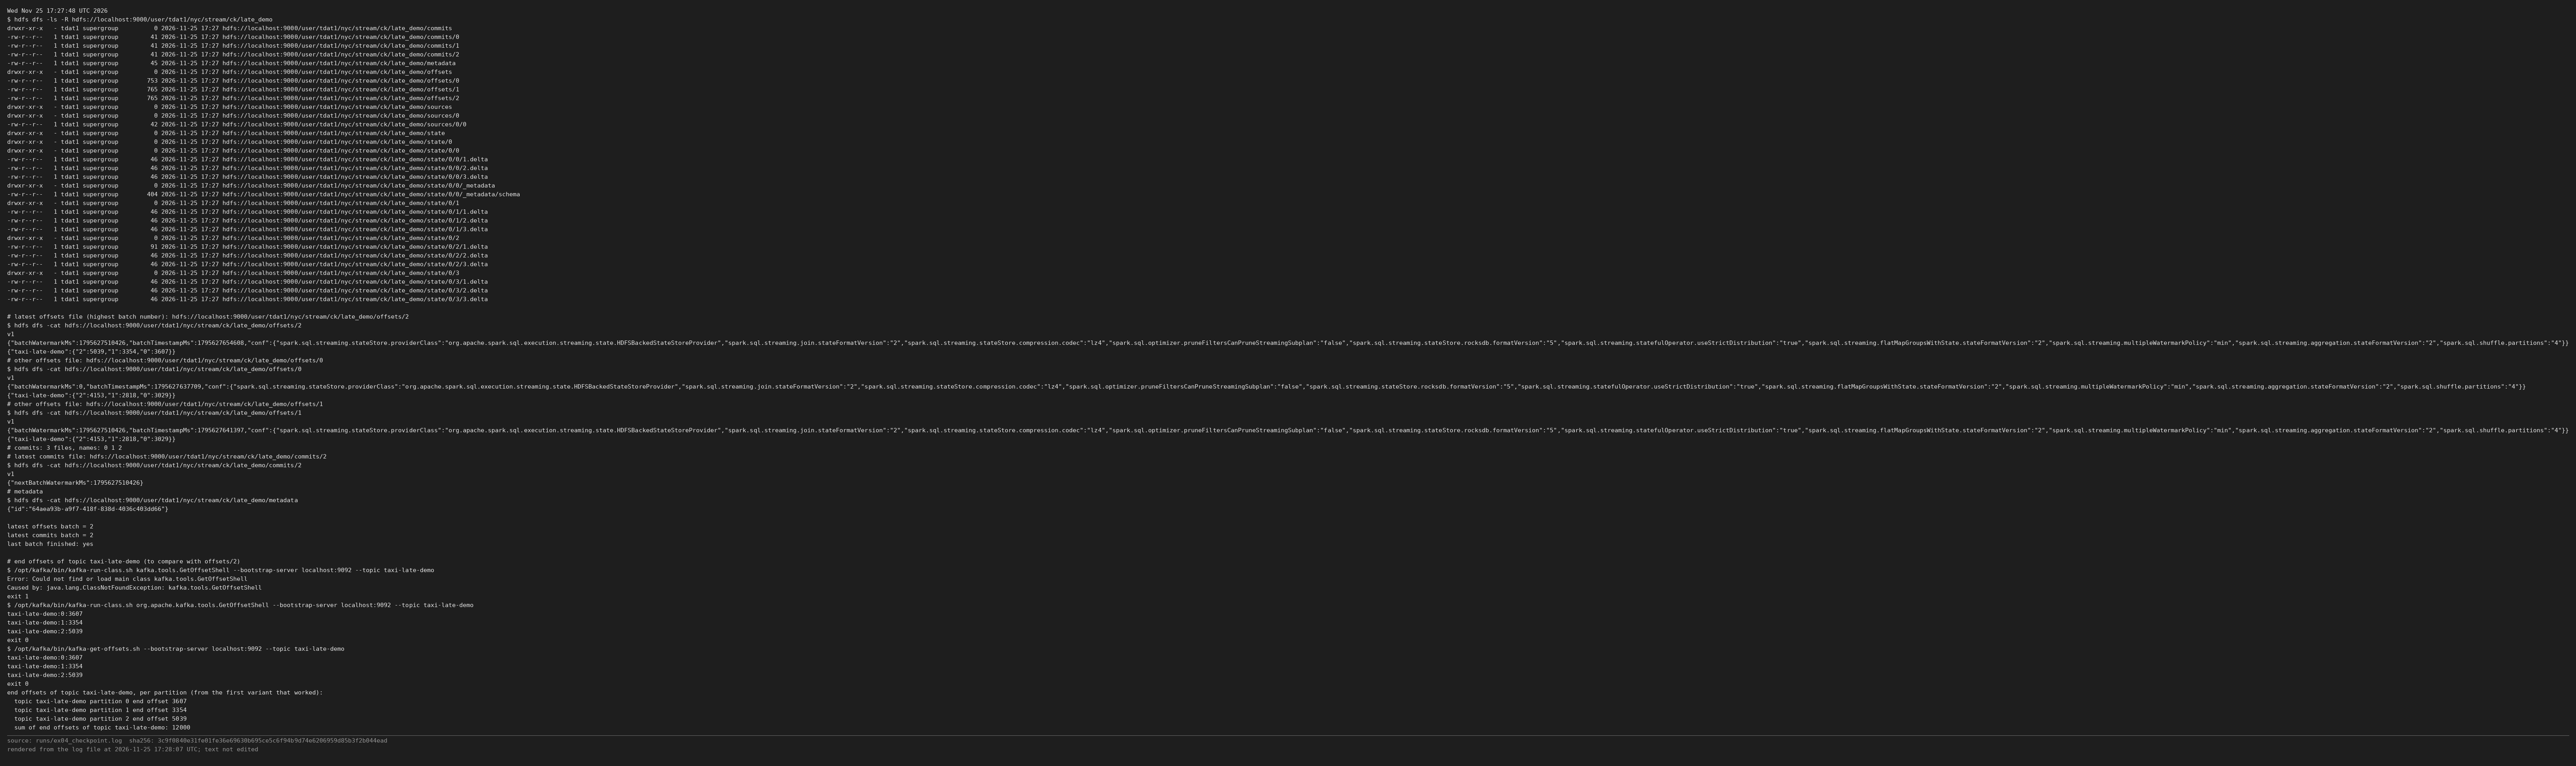 Wed Nov 25 17:27:48 UTC 2026
$ hdfs dfs -ls -R hdfs://localhost:9000/user/tdat1/nyc/stream/ck/late_demo
drwxr-xr-x   - tdat1 supergroup          0 2026-11-25 17:27 hdfs://localhost:9000/user/tdat1/nyc/stream/ck/late_demo/commits
-rw-r--r--   1 tdat1 supergroup         41 2026-11-25 17:27 hdfs://localhost:9000/user/tdat1/nyc/stream/ck/late_demo/commits/0
-rw-r--r--   1 tdat1 supergroup         41 2026-11-25 17:27 hdfs://localhost:9000/user/tdat1/nyc/stream/ck/late_demo/commits/1
-rw-r--r--   1 tdat1 supergroup         41 2026-11-25 17:27 hdfs://localhost:9000/user/tdat1/nyc/stream/ck/late_demo/commits/2
-rw-r--r--   1 tdat1 supergroup         45 2026-11-25 17:27 hdfs://localhost:9000/user/tdat1/nyc/stream/ck/late_demo/metadata
drwxr-xr-x   - tdat1 supergroup          0 2026-11-25 17:27 hdfs://localhost:9000/user/tdat1/nyc/stream/ck/late_demo/offsets
-rw-r--r--   1 tdat1 supergroup        753 2026-11-25 17:27 hdfs://localhost:9000/user/tdat1/nyc/stream/ck/late_demo/offsets/0
-rw-r--r--   1 tdat1 supergroup        765 2026-11-25 17:27 hdfs://localhost:9000/user/tdat1/nyc/stream/ck/late_demo/offsets/1
-rw-r--r--   1 tdat1 supergroup        765 2026-11-25 17:27 hdfs://localhost:9000/user/tdat1/nyc/stream/ck/late_demo/offsets/2
drwxr-xr-x   - tdat1 supergroup          0 2026-11-25 17:27 hdfs://localhost:9000/user/tdat1/nyc/stream/ck/late_demo/sources
drwxr-xr-x   - tdat1 supergroup          0 2026-11-25 17:27 hdfs://localhost:9000/user/tdat1/nyc/stream/ck/late_demo/sources/0
-rw-r--r--   1 tdat1 supergroup         42 2026-11-25 17:27 hdfs://localhost:9000/user/tdat1/nyc/stream/ck/late_demo/sources/0/0
drwxr-xr-x   - tdat1 supergroup          0 2026-11-25 17:27 hdfs://localhost:9000/user/tdat1/nyc/stream/ck/late_demo/state
drwxr-xr-x   - tdat1 supergroup          0 2026-11-25 17:27 hdfs://localhost:9000/user/tdat1/nyc/stream/ck/late_demo/state/0
drwxr-xr-x   - tdat1 supergroup          0 2026-11-25 17:27 hdfs://localhost:9000/user/tdat1/nyc/stream/ck/late_demo/state/0/0
-rw-r--r--   1 tdat1 supergroup         46 2026-11-25 17:27 hdfs://localhost:9000/user/tdat1/nyc/stream/ck/late_demo/state/0/0/1.delta
-rw-r--r--   1 tdat1 supergroup         46 2026-11-25 17:27 hdfs://localhost:9000/user/tdat1/nyc/stream/ck/late_demo/state/0/0/2.delta
-rw-r--r--   1 tdat1 supergroup         46 2026-11-25 17:27 hdfs://localhost:9000/user/tdat1/nyc/stream/ck/late_demo/state/0/0/3.delta
drwxr-xr-x   - tdat1 supergroup          0 2026-11-25 17:27 hdfs://localhost:9000/user/tdat1/nyc/stream/ck/late_demo/state/0/0/_metadata
-rw-r--r--   1 tdat1 supergroup        404 2026-11-25 17:27 hdfs://localhost:9000/user/tdat1/nyc/stream/ck/late_demo/state/0/0/_metadata/schema
drwxr-xr-x   - tdat1 supergroup          0 2026-11-25 17:27 hdfs://localhost:9000/user/tdat1/nyc/stream/ck/late_demo/state/0/1
-rw-r--r--   1 tdat1 supergroup         46 2026-11-25 17:27 hdfs://localhost:9000/user/tdat1/nyc/stream/ck/late_demo/state/0/1/1.delta
-rw-r--r--   1 tdat1 supergroup         46 2026-11-25 17:27 hdfs://localhost:9000/user/tdat1/nyc/stream/ck/late_demo/state/0/1/2.delta
-rw-r--r--   1 tdat1 supergroup         46 2026-11-25 17:27 hdfs://localhost:9000/user/tdat1/nyc/stream/ck/late_demo/state/0/1/3.delta
drwxr-xr-x   - tdat1 supergroup          0 2026-11-25 17:27 hdfs://localhost:9000/user/tdat1/nyc/stream/ck/late_demo/state/0/2
-rw-r--r--   1 tdat1 supergroup         91 2026-11-25 17:27 hdfs://localhost:9000/user/tdat1/nyc/stream/ck/late_demo/state/0/2/1.delta
-rw-r--r--   1 tdat1 supergroup         46 2026-11-25 17:27 hdfs://localhost:9000/user/tdat1/nyc/stream/ck/late_demo/state/0/2/2.delta
-rw-r--r--   1 tdat1 supergroup         46 2026-11-25 17:27 hdfs://localhost:9000/user/tdat1/nyc/stream/ck/late_demo/state/0/2/3.delta
drwxr-xr-x   - tdat1 supergroup          0 2026-11-25 17:27 hdfs://localhost:9000/user/tdat1/nyc/stream/ck/late_demo/state/0/3
-rw-r--r--   1 tdat1 supergroup         46 2026-11-25 17:27 hdfs://localhost:9000/user/tdat1/nyc/stream/ck/late_demo/state/0/3/1.delta
-rw-r--r--   1 tdat1 supergroup         46 2026-11-25 17:27 hdfs://localhost:9000/user/tdat1/nyc/stream/ck/late_demo/state/0/3/2.delta
-rw-r--r--   1 tdat1 supergroup         46 2026-11-25 17:27 hdfs://localhost:9000/user/tdat1/nyc/stream/ck/late_demo/state/0/3/3.delta

# latest offsets file (highest batch number): hdfs://localhost:9000/user/tdat1/nyc/stream/ck/late_demo/offsets/2
$ hdfs dfs -cat hdfs://localhost:9000/user/tdat1/nyc/stream/ck/late_demo/offsets/2
v1
{"batchWatermarkMs":1795627510426,"batchTimestampMs":1795627654608,"conf":{"spark.sql.streaming.stateStore.providerClass":"org.apache.spark.sql.execution.streaming.state.HDFSBackedStateStoreProvider","spark.sql.streaming.join.stateFormatVersion":"2","spark.sql.streaming.stateStore.compression.codec":"lz4","spark.sql.optimizer.pruneFiltersCanPruneStreamingSubplan":"false","spark.sql.streaming.stateStore.rocksdb.formatVersion":"5","spark.sql.streaming.statefulOperator.useStrictDistribution":"true","spark.sql.streaming.flatMapGroupsWithState.stateFormatVersion":"2","spark.sql.streaming.multipleWatermarkPolicy":"min","spark.sql.streaming.aggregation.stateFormatVersion":"2","spark.sql.shuffle.partitions":"4"}}
{"taxi-late-demo":{"2":5039,"1":3354,"0":3607}}
# other offsets file: hdfs://localhost:9000/user/tdat1/nyc/stream/ck/late_demo/offsets/0
$ hdfs dfs -cat hdfs://localhost:9000/user/tdat1/nyc/stream/ck/late_demo/offsets/0
v1
{"batchWatermarkMs":0,"batchTimestampMs":1795627637709,"conf":{"spark.sql.streaming.stateStore.providerClass":"org.apache.spark.sql.execution.streaming.state.HDFSBackedStateStoreProvider","spark.sql.streaming.join.stateFormatVersion":"2","spark.sql.streaming.stateStore.compression.codec":"lz4","spark.sql.optimizer.pruneFiltersCanPruneStreamingSubplan":"false","spark.sql.streaming.stateStore.rocksdb.formatVersion":"5","spark.sql.streaming.statefulOperator.useStrictDistribution":"true","spark.sql.streaming.flatMapGroupsWithState.stateFormatVersion":"2","spark.sql.streaming.multipleWatermarkPolicy":"min","spark.sql.streaming.aggregation.stateFormatVersion":"2","spark.sql.shuffle.partitions":"4"}}
{"taxi-late-demo":{"2":4153,"1":2818,"0":3029}}
# other offsets file: hdfs://localhost:9000/user/tdat1/nyc/stream/ck/late_demo/offsets/1
$ hdfs dfs -cat hdfs://localhost:9000/user/tdat1/nyc/stream/ck/late_demo/offsets/1
v1
{"batchWatermarkMs":1795627510426,"batchTimestampMs":1795627641397,"conf":{"spark.sql.streaming.stateStore.providerClass":"org.apache.spark.sql.execution.streaming.state.HDFSBackedStateStoreProvider","spark.sql.streaming.join.stateFormatVersion":"2","spark.sql.streaming.stateStore.compression.codec":"lz4","spark.sql.optimizer.pruneFiltersCanPruneStreamingSubplan":"false","spark.sql.streaming.stateStore.rocksdb.formatVersion":"5","spark.sql.streaming.statefulOperator.useStrictDistribution":"true","spark.sql.streaming.flatMapGroupsWithState.stateFormatVersion":"2","spark.sql.streaming.multipleWatermarkPolicy":"min","spark.sql.streaming.aggregation.stateFormatVersion":"2","spark.sql.shuffle.partitions":"4"}}
{"taxi-late-demo":{"2":4153,"1":2818,"0":3029}}
# commits: 3 files, names: 0 1 2
# latest commits file: hdfs://localhost:9000/user/tdat1/nyc/stream/ck/late_demo/commits/2
$ hdfs dfs -cat hdfs://localhost:9000/user/tdat1/nyc/stream/ck/late_demo/commits/2
v1
{"nextBatchWatermarkMs":1795627510426}
# metadata
$ hdfs dfs -cat hdfs://localhost:9000/user/tdat1/nyc/stream/ck/late_demo/metadata
{"id":"64aea93b-a9f7-418f-838d-4036c403dd66"}

latest offsets batch = 2
latest commits batch = 2
last batch finished: yes

# end offsets of topic taxi-late-demo (to compare with offsets/2)
$ /opt/kafka/bin/kafka-run-class.sh kafka.tools.GetOffsetShell --bootstrap-server localhost:9092 --topic taxi-late-demo
Error: Could not find or load main class kafka.tools.GetOffsetShell
Caused by: java.lang.ClassNotFoundException: kafka.tools.GetOffsetShell
exit 1
$ /opt/kafka/bin/kafka-run-class.sh org.apache.kafka.tools.GetOffsetShell --bootstrap-server localhost:9092 --topic taxi-late-demo
taxi-late-demo:0:3607
taxi-late-demo:1:3354
taxi-late-demo:2:5039
exit 0
$ /opt/kafka/bin/kafka-get-offsets.sh --bootstrap-server localhost:9092 --topic taxi-late-demo
taxi-late-demo:0:3607
taxi-late-demo:1:3354
taxi-late-demo:2:5039
exit 0
end offsets of topic taxi-late-demo, per partition (from the first variant that worked):
  topic taxi-late-demo partition 0 end offset 3607
  topic taxi-late-demo partition 1 end offset 3354
  topic taxi-late-demo partition 2 end offset 5039
  sum of end offsets of topic taxi-late-demo: 12000
source: runs/ex04_checkpoint.log  sha256: 3c9f0840e31fe01fe36e69630b695ce5c6f94b9d74e6206959d85b3f2b044ead
rendered from the log file at 2026-11-25 17:28:07 UTC; text not edited